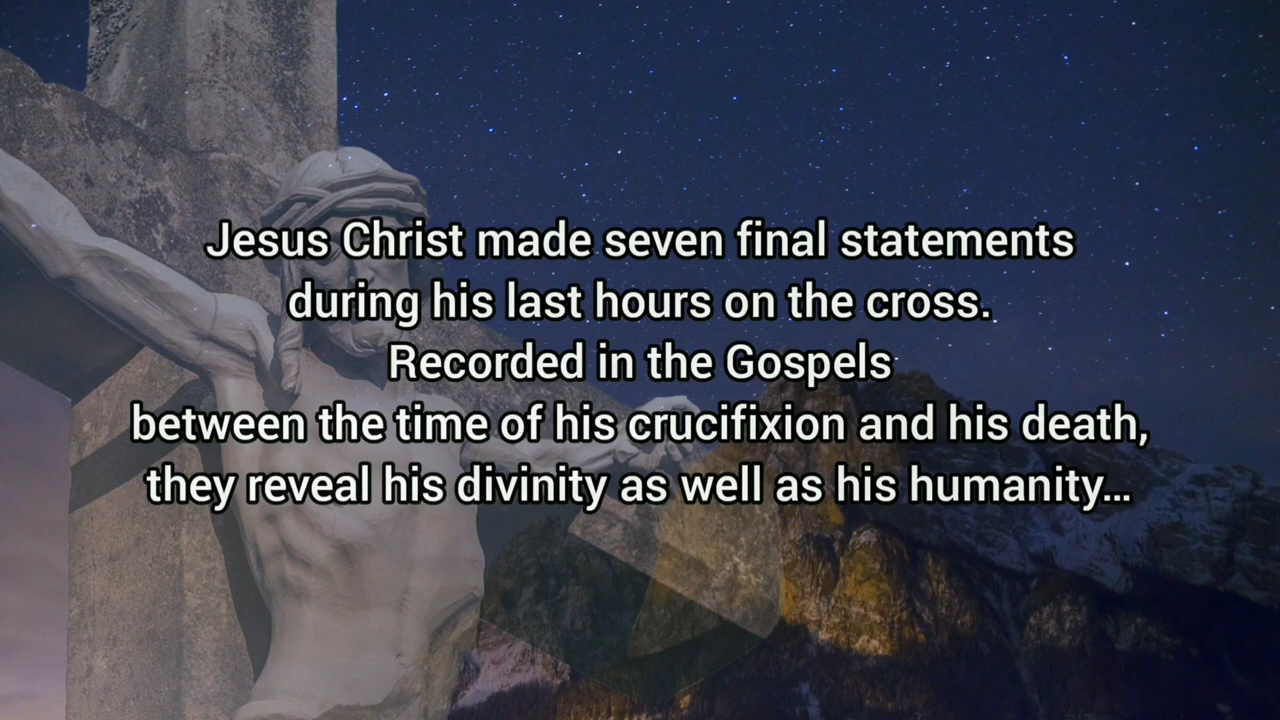 Jesus Christ made seven final statements
during his last hours on the cross.
Recorded in the Gospels
between the time of his crucifixion and his death,
they reveal his divinity as well as his humanity...